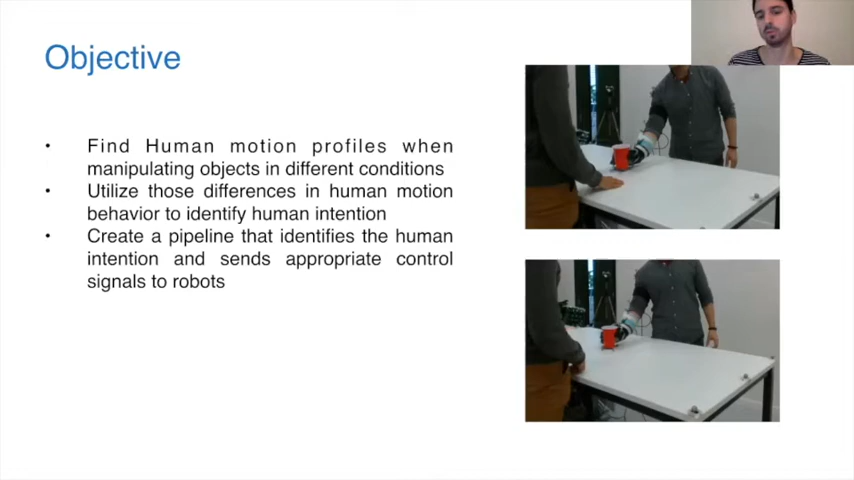 Objective
• Find Human motion profiles when
manipulating objects in different conditions
• Utilize those differences in human motion
behavior to identify human intention
• Create a pipeline that identifies the human
intention and sends appropriate control
signals to robots